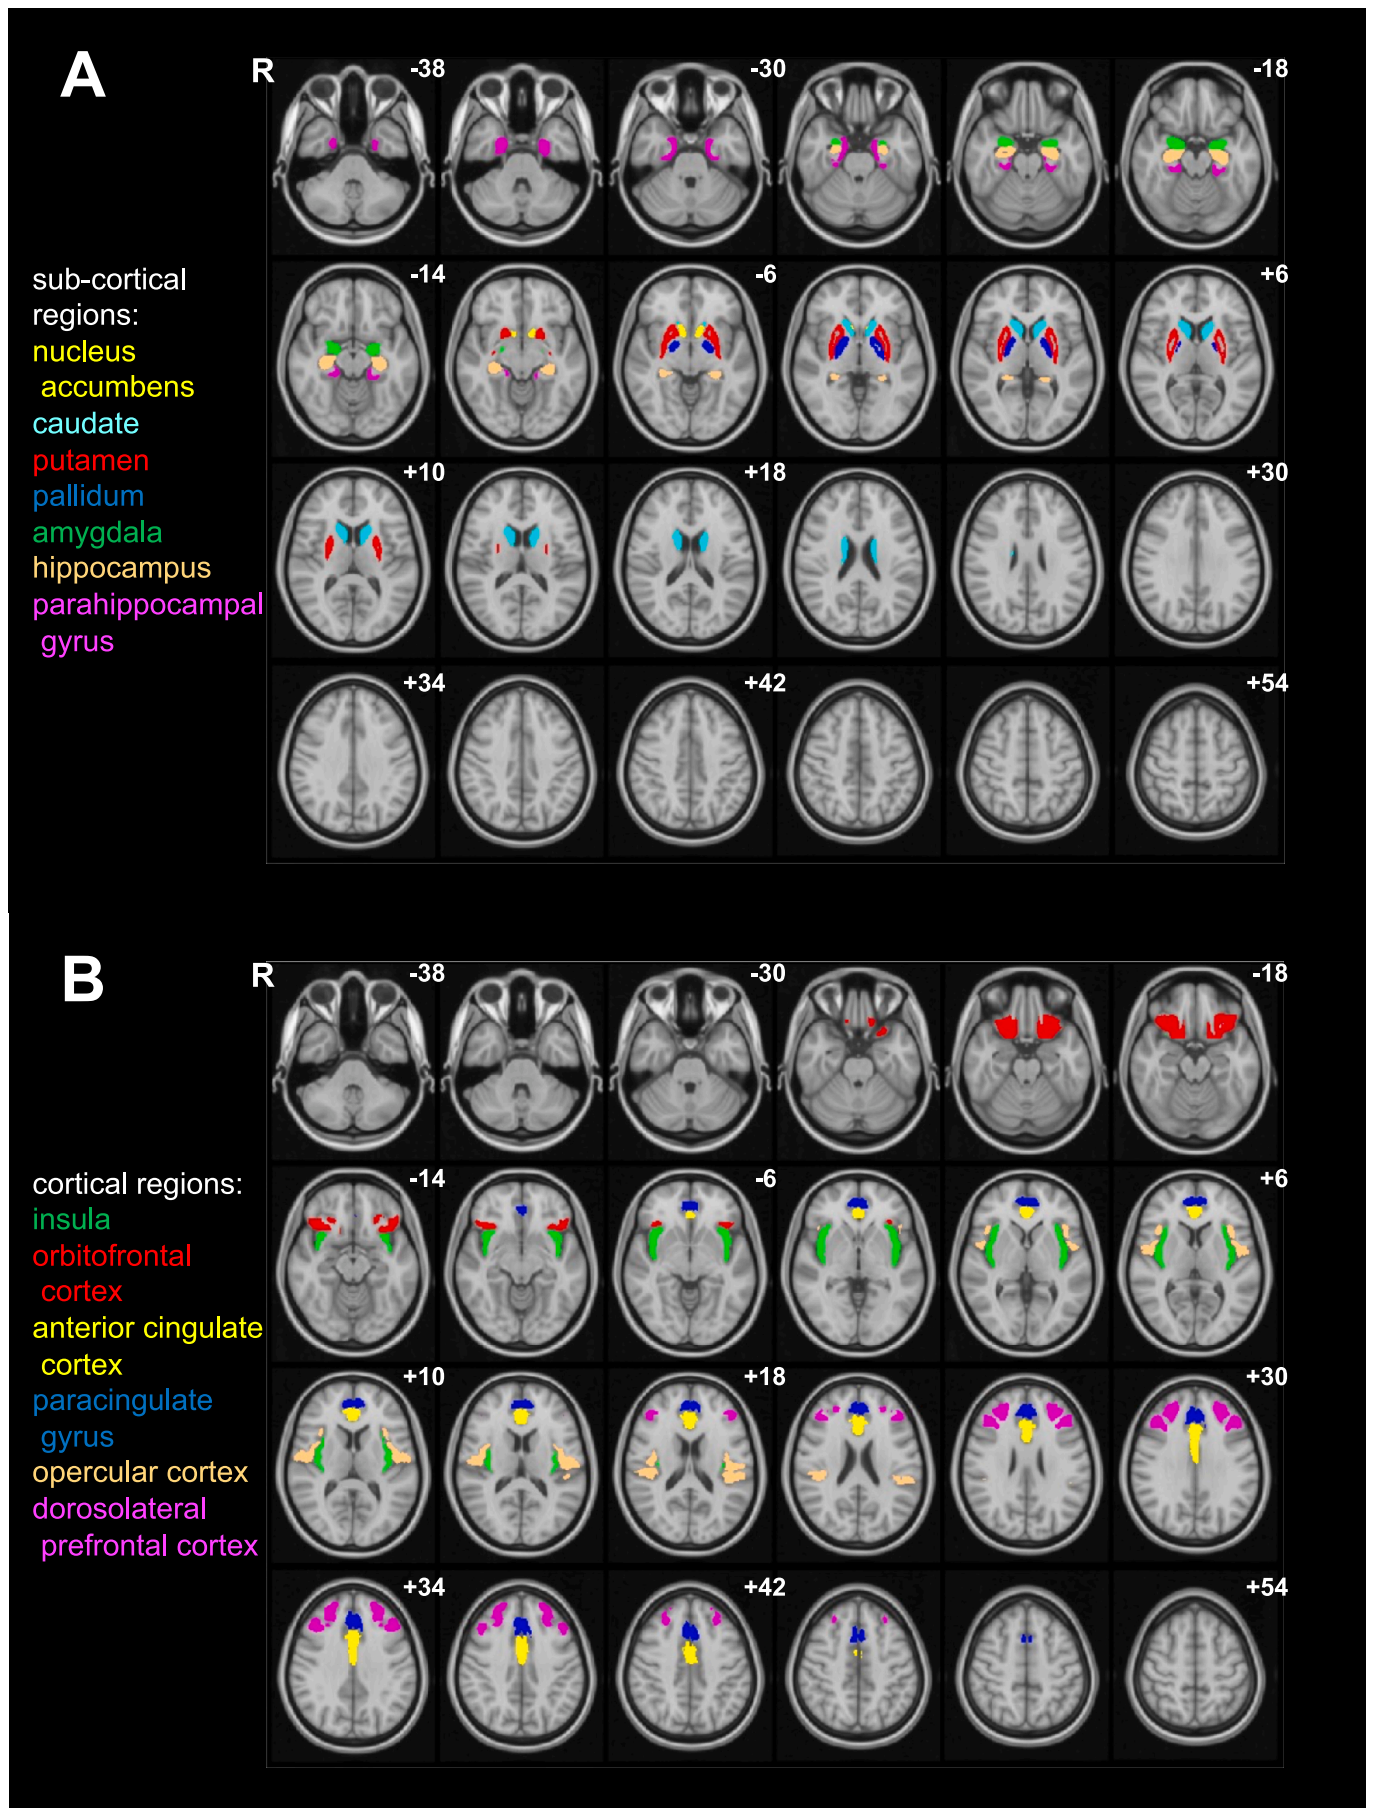 A
R -38 -30 -18
sub-cortical
regions:
nucleus
accumbens
caudate
putamen
pallidum
amygdala
hippocampus
parahippocampal
gyrus
-14 -6 +6
+10 +18 +30
+34 +42 +54
B
R -38 -30 -18
cortical regions:
insula
orbitofrontal
cortex
anterior cingulate
cortex
paracingulate
gyrus
opercular cortex
dorosolateral
prefrontal cortex
-14 -6 +6
+10 +18 +30
+34 +42 +54